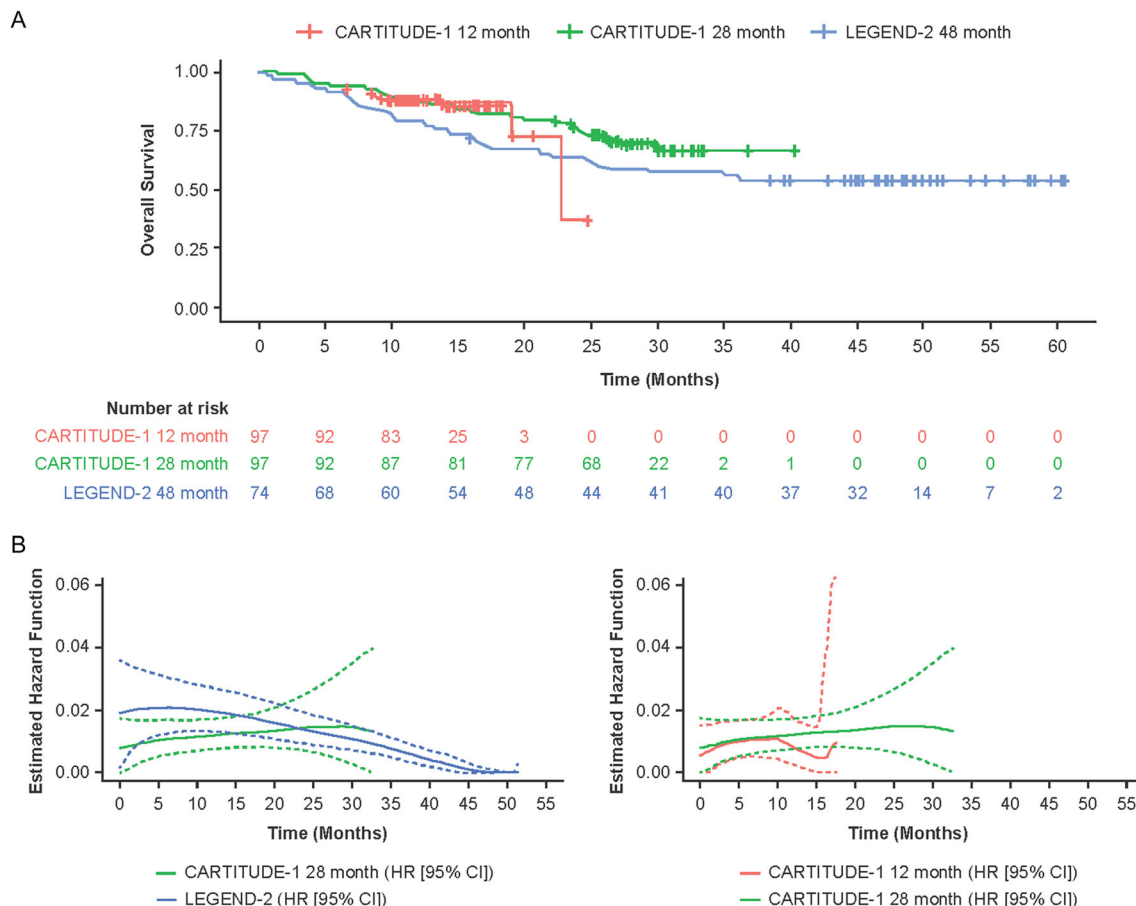 A
CARTITUDE-1 12 month CARTITUDE-1 28 month LEGEND-2 48 month
1.00
0.75
0.50
0.25
0.00
Overall Survival
0 5 10 15 20 25 30 35 40 45 50 55 60
Time (Months)
Number at risk
CARTITUDE-1 12 month 97 92 83 25 3 0 0 0 0 0 0 0 0
CARTITUDE-1 28 month 97 92 87 81 77 68 22 2 1 0 0 0 0
LEGEND-2 48 month 74 68 60 54 48 44 41 40 37 32 14 7 2
B
0.06
0.04
0.02
0.00
Estimated Hazard Function
0 5 10 15 20 25 30 35 40 45 50 55
Time (Months)
CARTITUDE-1 28 month (HR [95% CI])
LEGEND-2 (HR [95% CI])
0.06
0.04
0.02
0.00
Estimated Hazard Function
0 5 10 15 20 25 30 35 40 45 50 55
Time (Months)
CARTITUDE-1 12 month (HR [95% CI])
CARTITUDE-1 28 month (HR [95% CI])